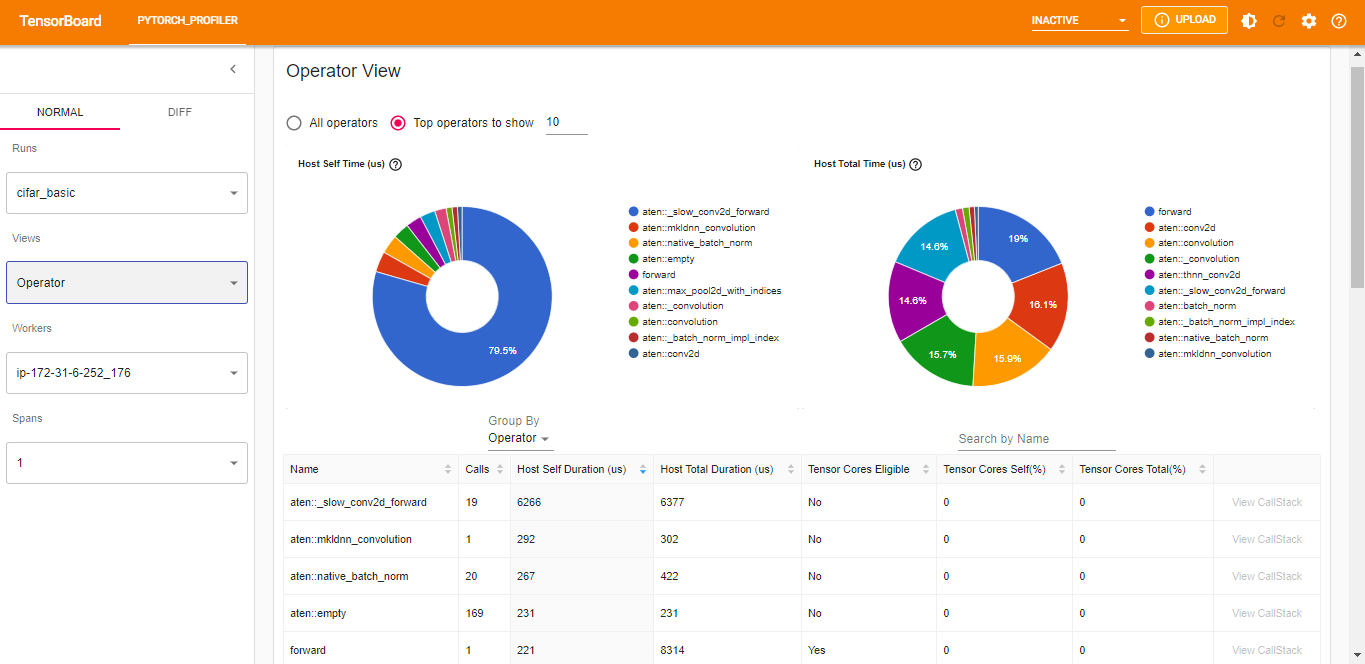 TensorBoard PYTORCH_PROFILER INACTIVE UPLOAD
Operator View
NORMAL DIFF
All operators Top operators to show 10
Runs
cifar_basic
Views
Operator
Workers
ip-172-31-6-252_176
Spans
1
Host Self Time (us)
79.5%
aten::_slow_conv2d_forward
aten::mkldnn_convolution
aten::native_batch_norm
aten::empty
forward
aten::max_pool2d_with_indices
aten::_convolution
aten::convolution
aten::_batch_norm_impl_index
aten::conv2d
Host Total Time (us)
19%
16.1%
15.9%
15.7%
14.6%
14.6%
forward
aten::conv2d
aten::convolution
aten::_convolution
aten::thnn_conv2d
aten::_slow_conv2d_forward
aten::batch_norm
aten::_batch_norm_impl_index
aten::native_batch_norm
aten::mkldnn_convolution
Group By
Operator
Search by Name
Name Calls Host Self Duration (us) Host Total Duration (us) Tensor Cores Eligible Tensor Cores Self(%) Tensor Cores Total(%)
aten::_slow_conv2d_forward 19 6266 6377 No 0 0 View CallStack
aten::mkldnn_convolution 1 292 302 No 0 0 View CallStack
aten::native_batch_norm 20 267 422 No 0 0 View CallStack
aten::empty 169 231 231 No 0 0 View CallStack
forward 1 221 8314 Yes 0 0 View CallStack